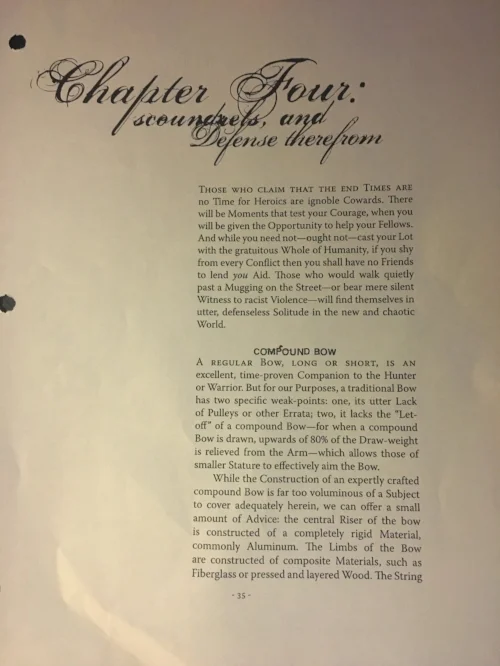 Chapter Four:
scoundrels, and
Defense therefrom
Those who claim that the end Times are
no Time for Heroics are ignoble Cowards. There
will be Moments that test your Courage, when you
will be given the Opportunity to help your Fellows.
And while you need not—ought not—cast your Lot
with the gratuitous Whole of Humanity, if you shy
from every Conflict then you shall have no Friends
to lend you Aid. Those who would walk quietly
past a Mugging on the Street—or bear mere silent
Witness to racist Violence—will find themselves in
utter, defenseless Solitude in the new and chaotic
World.
COMPOUND BOW
A regular Bow, long or short, is an
excellent, time-proven Companion to the Hunter
or Warrior. But for our Purposes, a traditional Bow
has two specific weak-points: one, its utter Lack
of Pulleys or other Errata; two, it lacks the "Let-
off" of a compound Bow—for when a compound
Bow is drawn, upwards of 80% of the Draw-weight
is relieved from the Arm—which allows those of
smaller Stature to effectively aim the Bow.
While the Construction of an expertly crafted
compound Bow is far too voluminous of a Subject
to cover adequately herein, we can offer a small
amount of Advice: the central Riser of the bow
is constructed of a completely rigid Material,
commonly Aluminum. The Limbs of the Bow
are constructed of composite Materials, such as
Fiberglass or pressed and layered Wood. The String
- 35 -